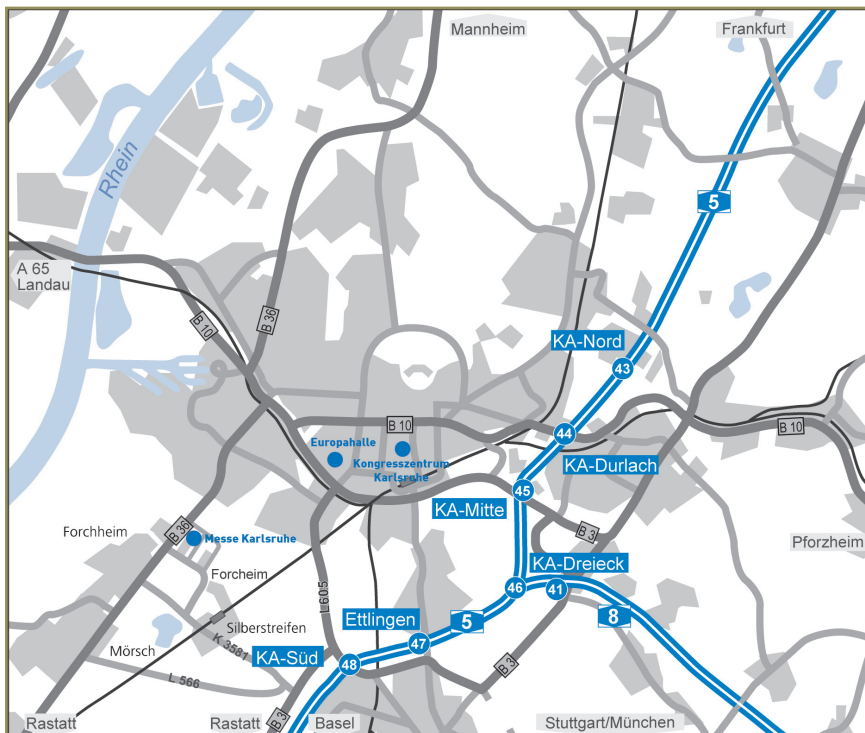 Mannheim
Frankfurt
Rhein
5
A 65
Landau
B 10
B 36
KA-Nord
43
B 10
44
B 10
Europahalle
Kongresszentrum
Karlsruhe
KA-Durlach
45
KA-Mitte
B 36
Forchheim
Messe Karlsruhe
B 3
Pforzheim
KA-Dreieck
Forcheim
46
41
L 605
Ettlingen
5
8
Silberstreifen
K 3581
Mörsch
47
KA-Süd
48
L 566
B 3
Rastatt
Rastatt
B 3
Basel
Stuttgart/München